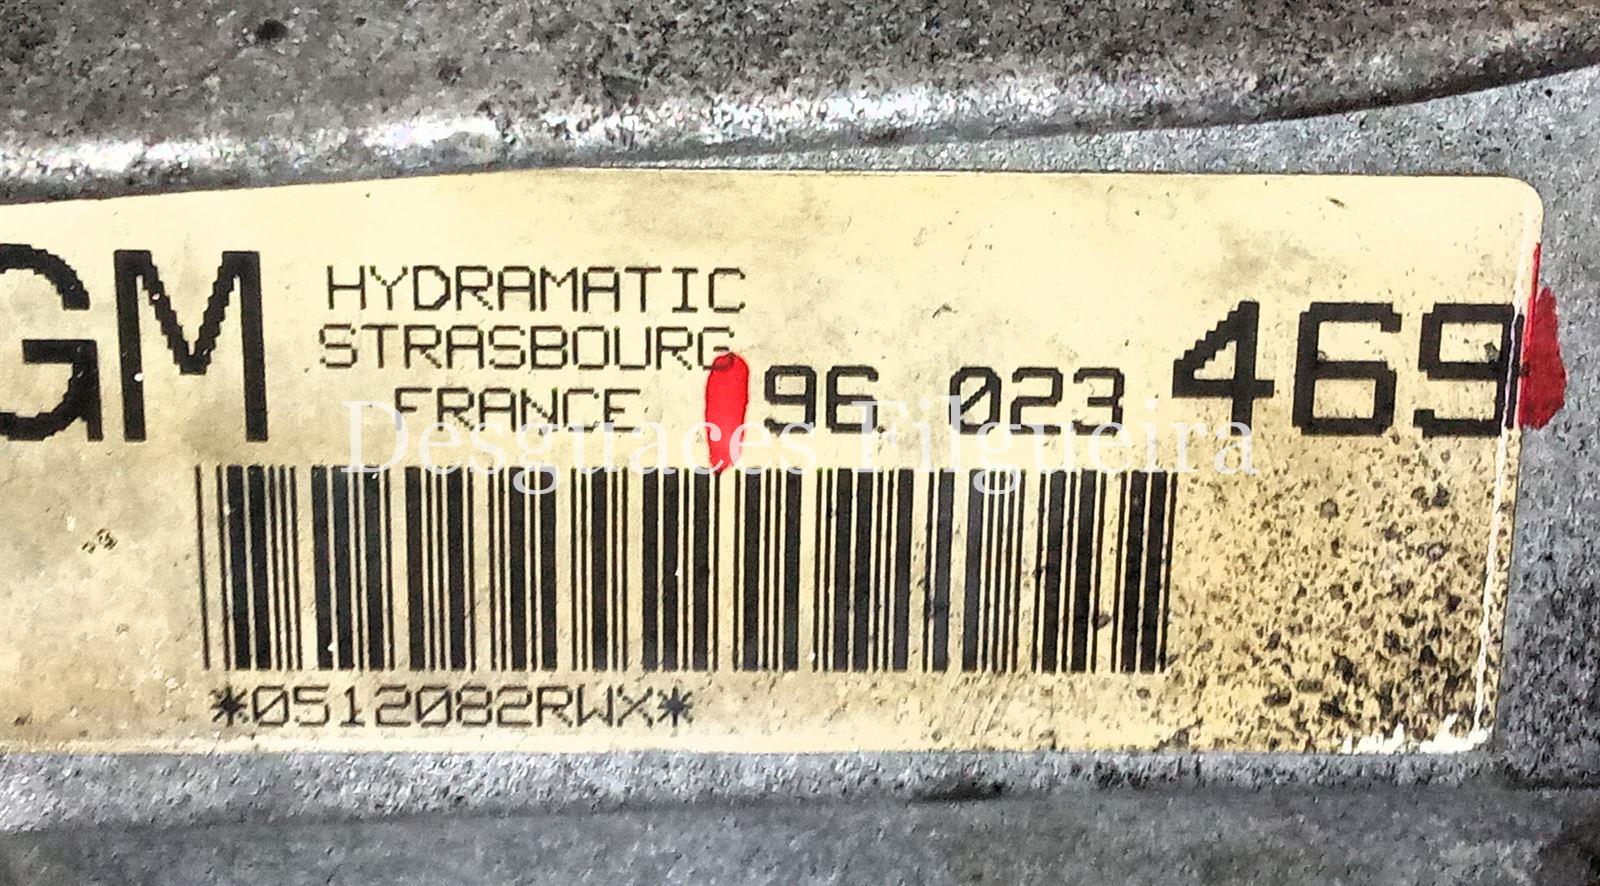 GM
HYDRAMATIC
STRASBOURG
FRANCE
96 023 469
*0512082RWX*
Desguaces Filgueira